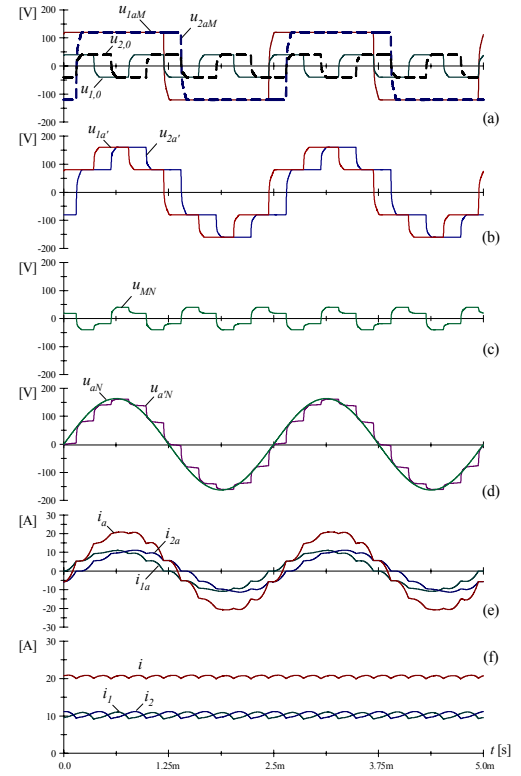 [V] u1aM u2aM
200
u2,0
100
0
-100
u1,0
200
(a)
[V] u1a' u2a'
200
100
0
-100
200
(b)
[V]
200
100 uMN
0
-100
-200
(c)
[V]
200
uaN ua'N
100
0
-100
200
(d)
[A]
30
ia
20
i2a
10
0
-10
i1a
-20
-30
(e)
[A]
30
(f)
i
20
i1 i2
10
t [s]
0
0.0 1.25m 2.5m 3.75m 5.0m